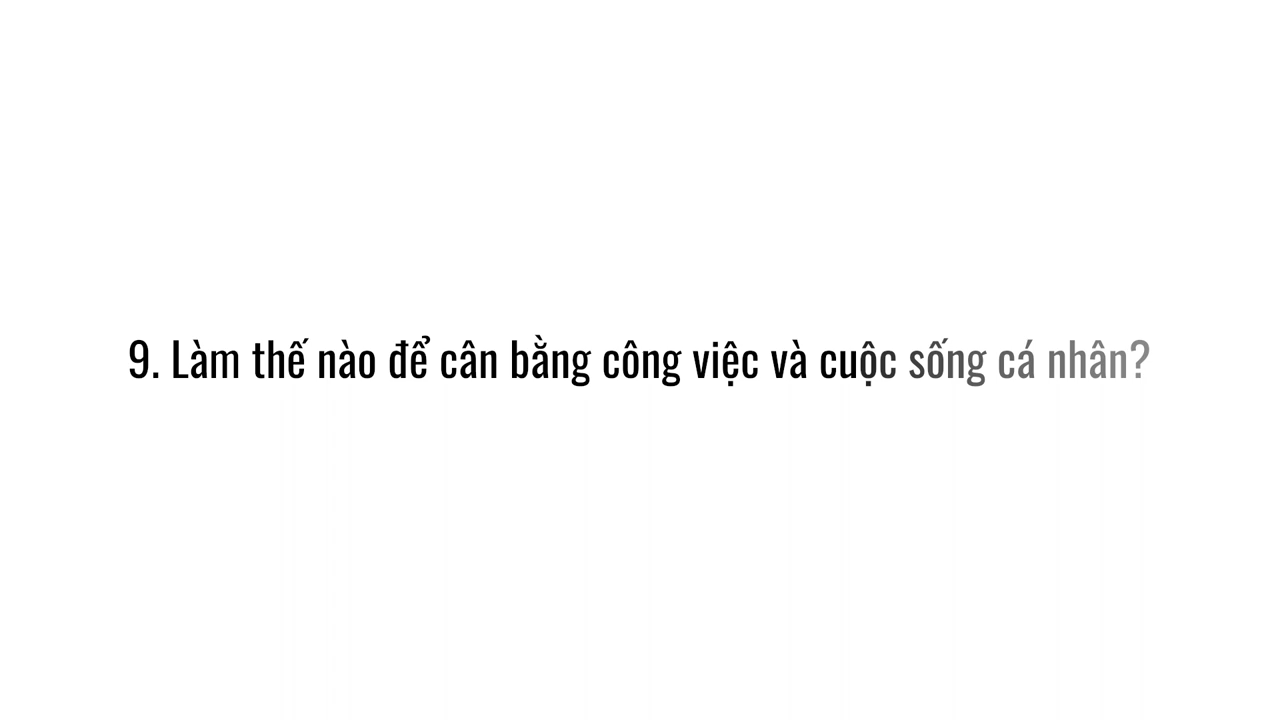 9. Làm thế nào để cân bằng công việc và cuộc sống cá nhân?